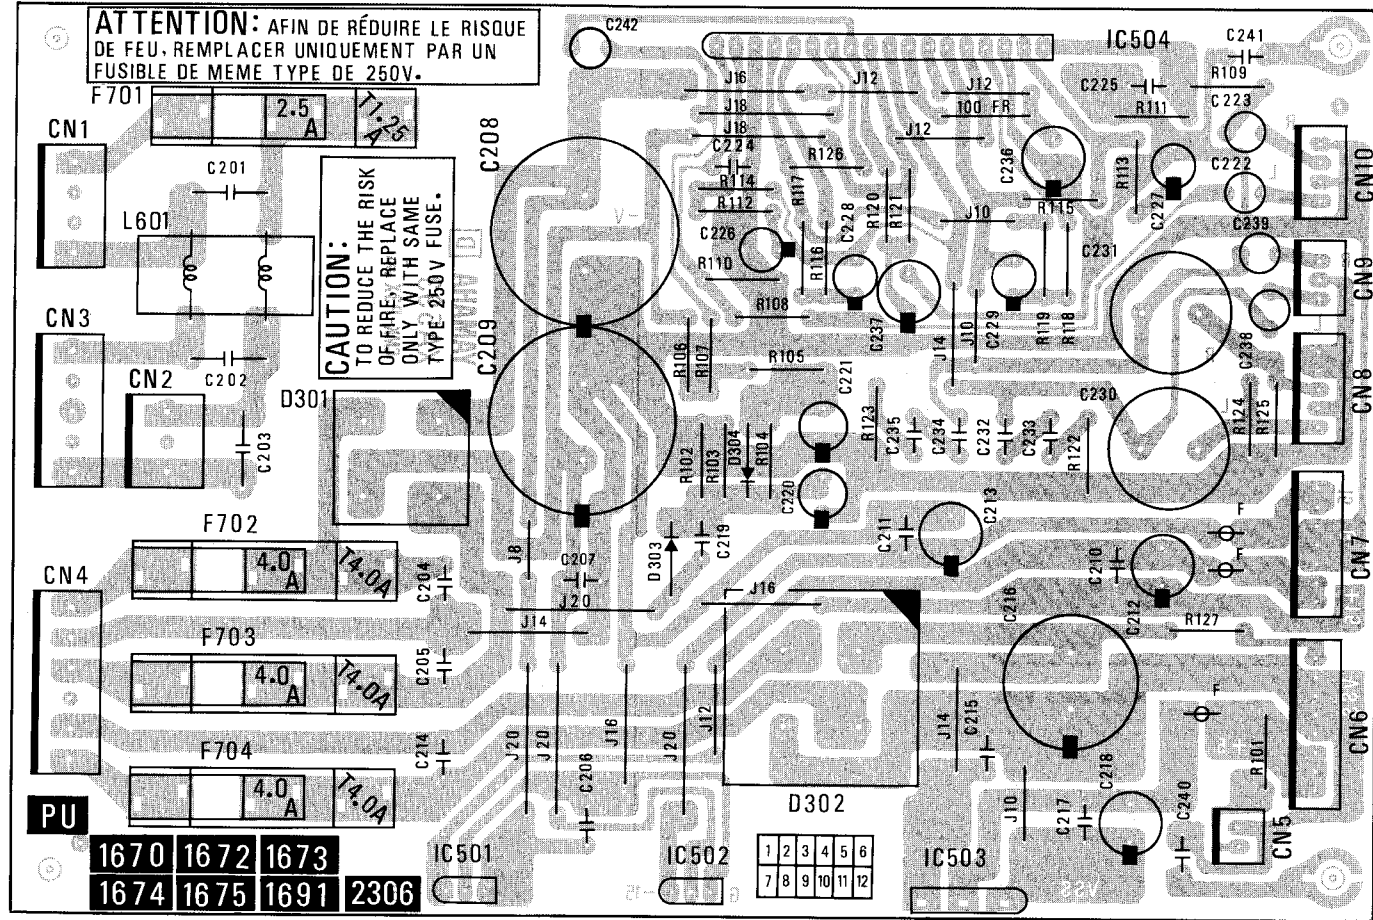 ATTENTION: AFIN DE RÉDUIRE LE RISQUE
DE FEU, REMPLACER UNIQUEMENT PAR UN
FUSIBLE DE MEME TYPE DE 250V.
C242
IC504
C241
F701
2.5 A
T1.25 A
J16
J12
J12
C225
R109
J18
100 FR
R111
C223
CN1
J18
J12
C208
C224
R126
C236
R113
C222
CN10
C201
R114
R117
C227
L601
R112
C228
R120
R121
J10
R115
C239
CAUTION:
TO REDUCE THE RISK
OF FIRE, REPLACE
ONLY WITH SAME
TYPE 250V FUSE.
V-
C226
R116
C231
R110
CN9
R108
C237
J14
J10
C229
R119
R118
C238
CN3
C209
R106
R107
C202
CN2
R105
C221
CN8
D301
R123
C235
C234
C232
C233
C230
R122
R124
R125
C203
R102
R103
D304
R104
C220
F702
4.0 A
T4.0A
J8
C207
D303
C219
C211
C213
C210
F
F
CN7
CN4
C204
J20
J16
C216
C212
J14
R127
F703
4.0 A
T4.0A
C205
F
F704
4.0 A
T4.0A
C214
J20
J20
J16
J20
J12
J14
C215
R101
CN6
C206
D302
J10
C218
C217
C240
CN5
PU
1670 1672 1673
1674 1675 1691 2306
IC501
IC502
1 2 3 4 5 6
7 8 9 10 11 12
IC503
VSS